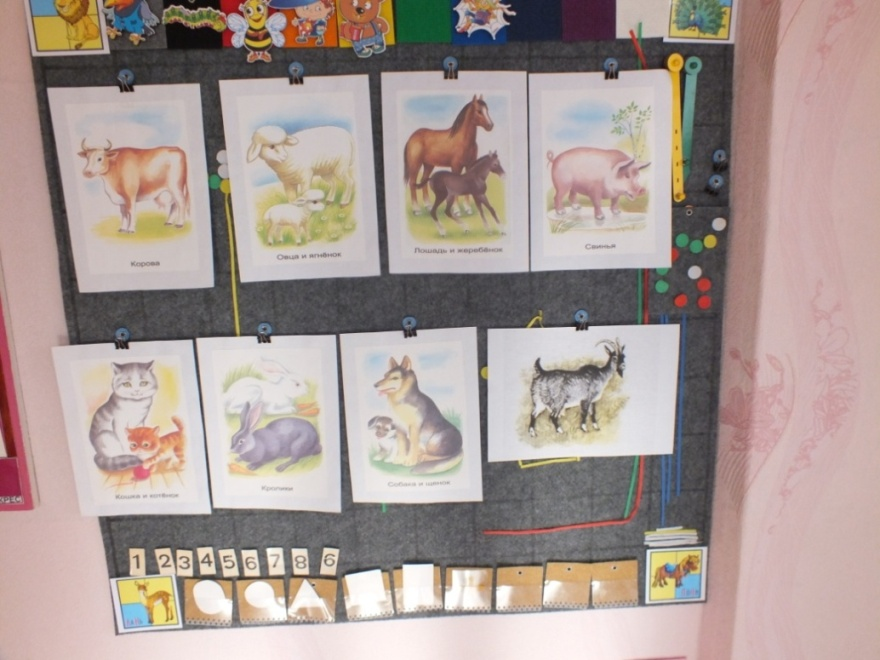 Корова
Овца и ягнёнок
Лошадь и жеребёнок
Свинья
Кошка и котёнок
Кролики
Собака и щенок
1 2 3 4 5 6 7 8 6